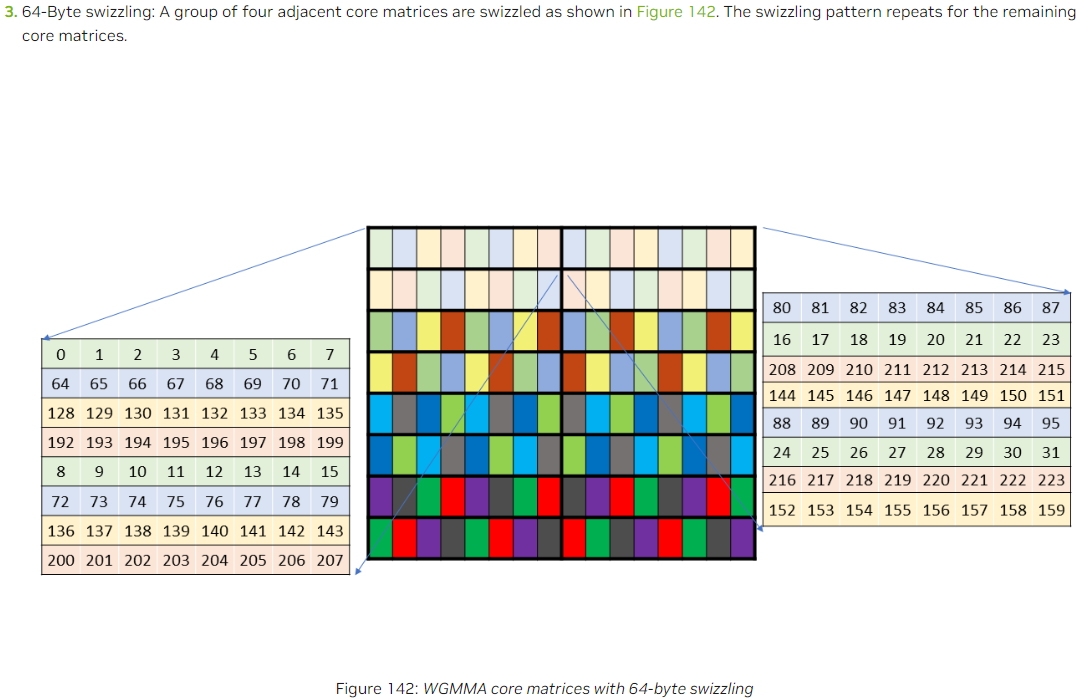 3. 64-Byte swizzling: A group of four adjacent core matrices are swizzled as shown in Figure 142. The swizzling pattern repeats for the remaining
core matrices.
0 1 2 3 4 5 6 7
64 65 66 67 68 69 70 71
128 129 130 131 132 133 134 135
192 193 194 195 196 197 198 199
8 9 10 11 12 13 14 15
72 73 74 75 76 77 78 79
136 137 138 139 140 141 142 143
200 201 202 203 204 205 206 207
80 81 82 83 84 85 86 87
16 17 18 19 20 21 22 23
208 209 210 211 212 213 214 215
144 145 146 147 148 149 150 151
88 89 90 91 92 93 94 95
24 25 26 27 28 29 30 31
216 217 218 219 220 221 222 223
152 153 154 155 156 157 158 159
Figure 142: WGMMA core matrices with 64-byte swizzling